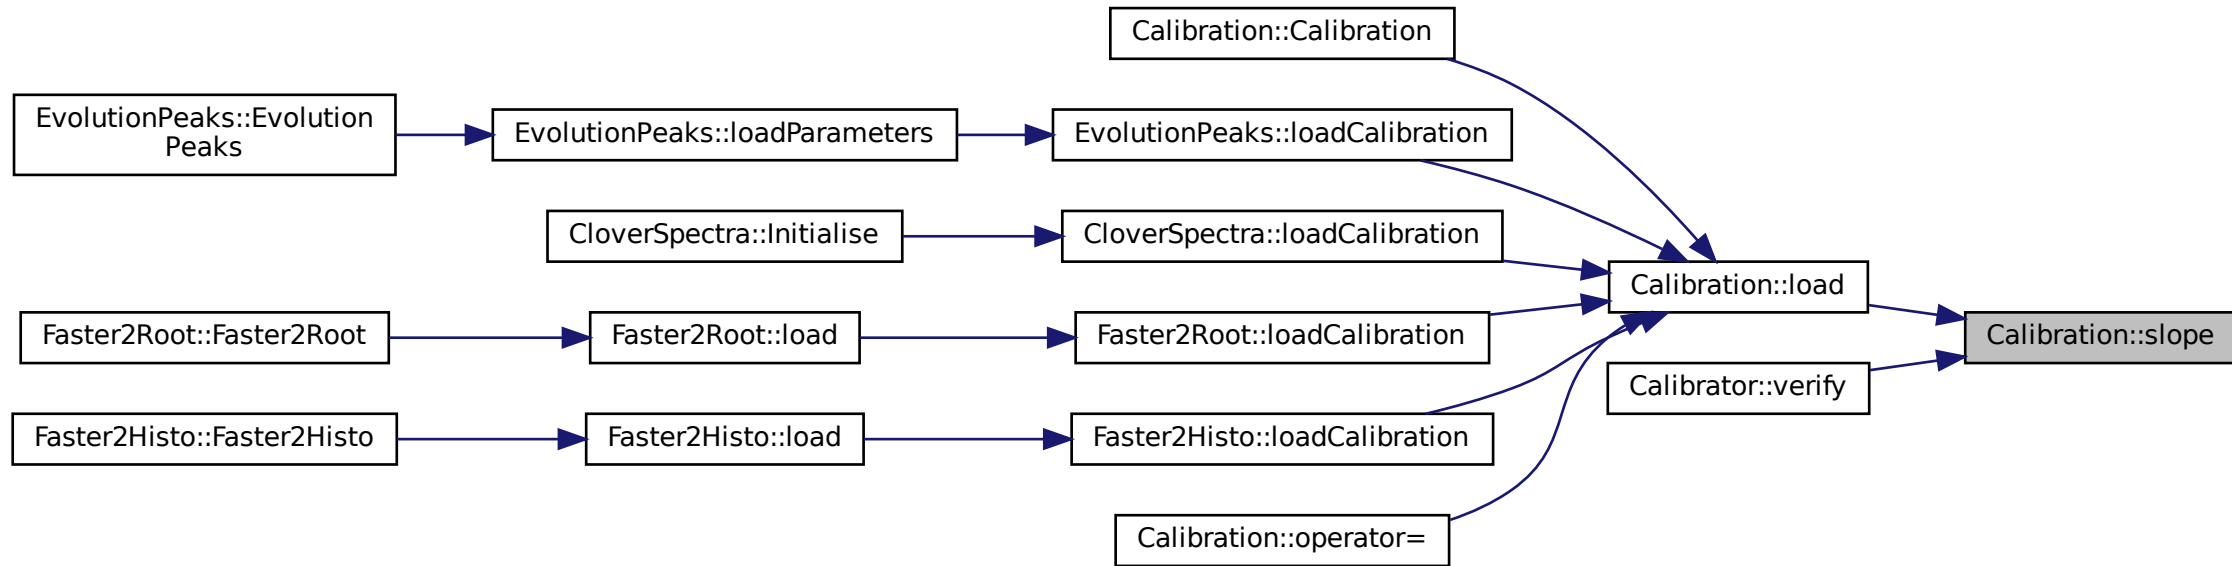 Calibration::Calibration
EvolutionPeaks::Evolution
Peaks
EvolutionPeaks::loadParameters
EvolutionPeaks::loadCalibration
CloverSpectra::Initialise
CloverSpectra::loadCalibration
Calibration::load
Faster2Root::Faster2Root
Faster2Root::load
Faster2Root::loadCalibration
Calibration::slope
Calibrator::verify
Faster2Histo::Faster2Histo
Faster2Histo::load
Faster2Histo::loadCalibration
Calibration::operator=